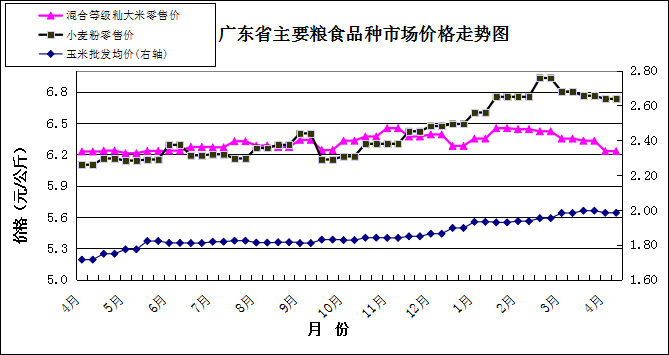 混合等级籼大米零售价
小麦粉零售价
玉米批发均价(右轴)
广东省主要粮食品种市场价格走势图
价格(元/公斤)
6.8
6.5
6.2
5.9
5.6
5.3
5.0
2.80
2.60
2.40
2.20
2.00
1.80
1.60
4月
5月
6月
7月
8月
9月
10月
11月
12月
1月
2月
3月
4月
月 份